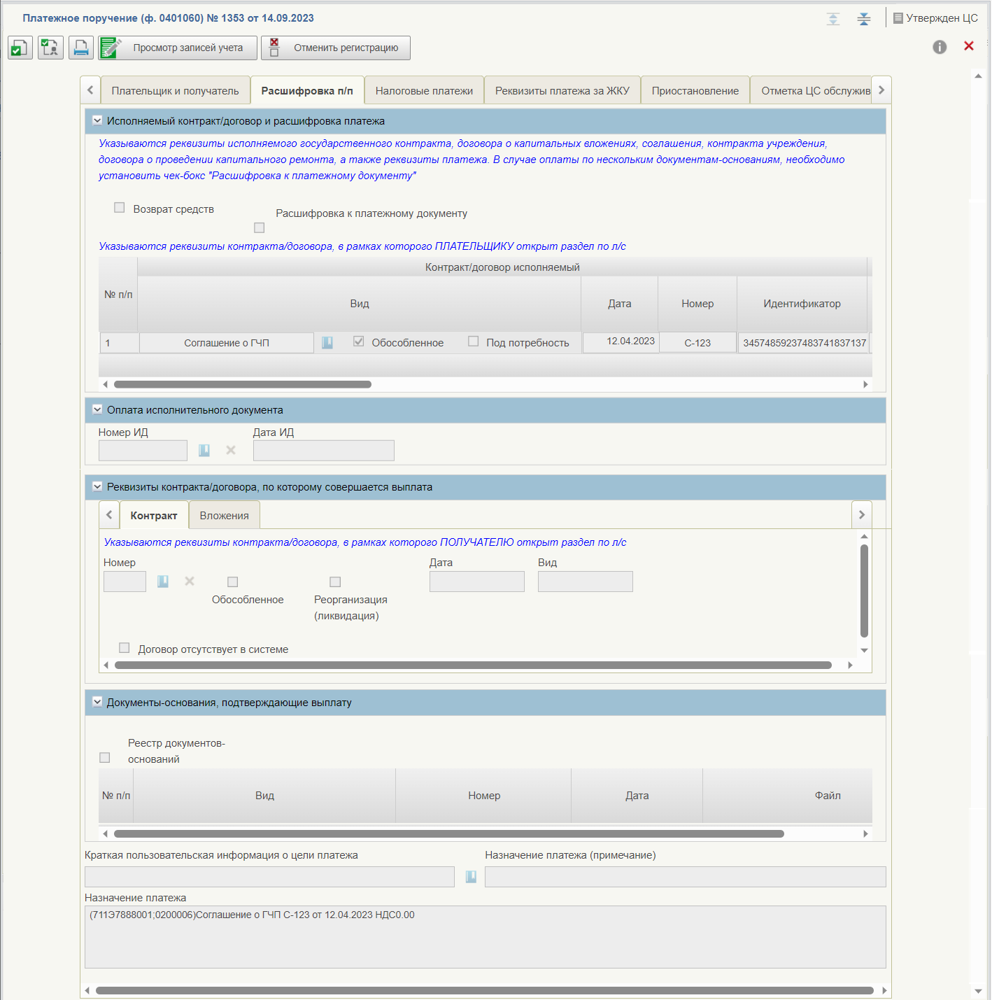 Платежное поручение (ф. 0401060) № 1353 от 14.09.2023
Утвержден ЦС
Просмотр записей учета
Отменить регистрацию
Плательщик и получатель
Расшифровка п/п
Налоговые платежи
Реквизиты платежа за ЖКУ
Приостановление
Отметка ЦС обслужив
Исполняемый контракт/договор и расшифровка платежа
Указываются реквизиты исполняемого государственного контракта, договора о капитальных вложениях, соглашения, контракта учреждения,
договора о проведении капитального ремонта, а также реквизиты платежа. В случае оплаты по нескольким документам-основаниям, необходимо
установить чек-бокс "Расшифровка к платежному документу"
Возврат средств
Расшифровка к платежному документу
Указываются реквизиты контракта/договора, в рамках которого ПЛАТЕЛЬЩИКУ открыт раздел по л/с
№ п/п
Контракт/договор исполняемый
Вид
Дата
Номер
Идентификатор
1
Соглашение о ГЧП
Обособленное
Под потребность
12.04.2023
С-123
34574859237483741837137
Оплата исполнительного документа
Номер ИД
Дата ИД
Реквизиты контракта/договора, по которому совершается выплата
Контракт
Вложения
Указываются реквизиты контракта/договора, в рамках которого ПОЛУЧАТЕЛЮ открыт раздел по л/с
Номер
Дата
Вид
Обособленное
Реорганизация
(ликвидация)
Договор отсутствует в системе
Документы-основания, подтверждающие выплату
Реестр документов-
оснований
№ п/п
Вид
Номер
Дата
Файл
Краткая пользовательская информация о цели платежа
Назначение платежа (примечание)
Назначение платежа
(711Э7888001;0200006)Соглашение о ГЧП С-123 от 12.04.2023 НДС0.00